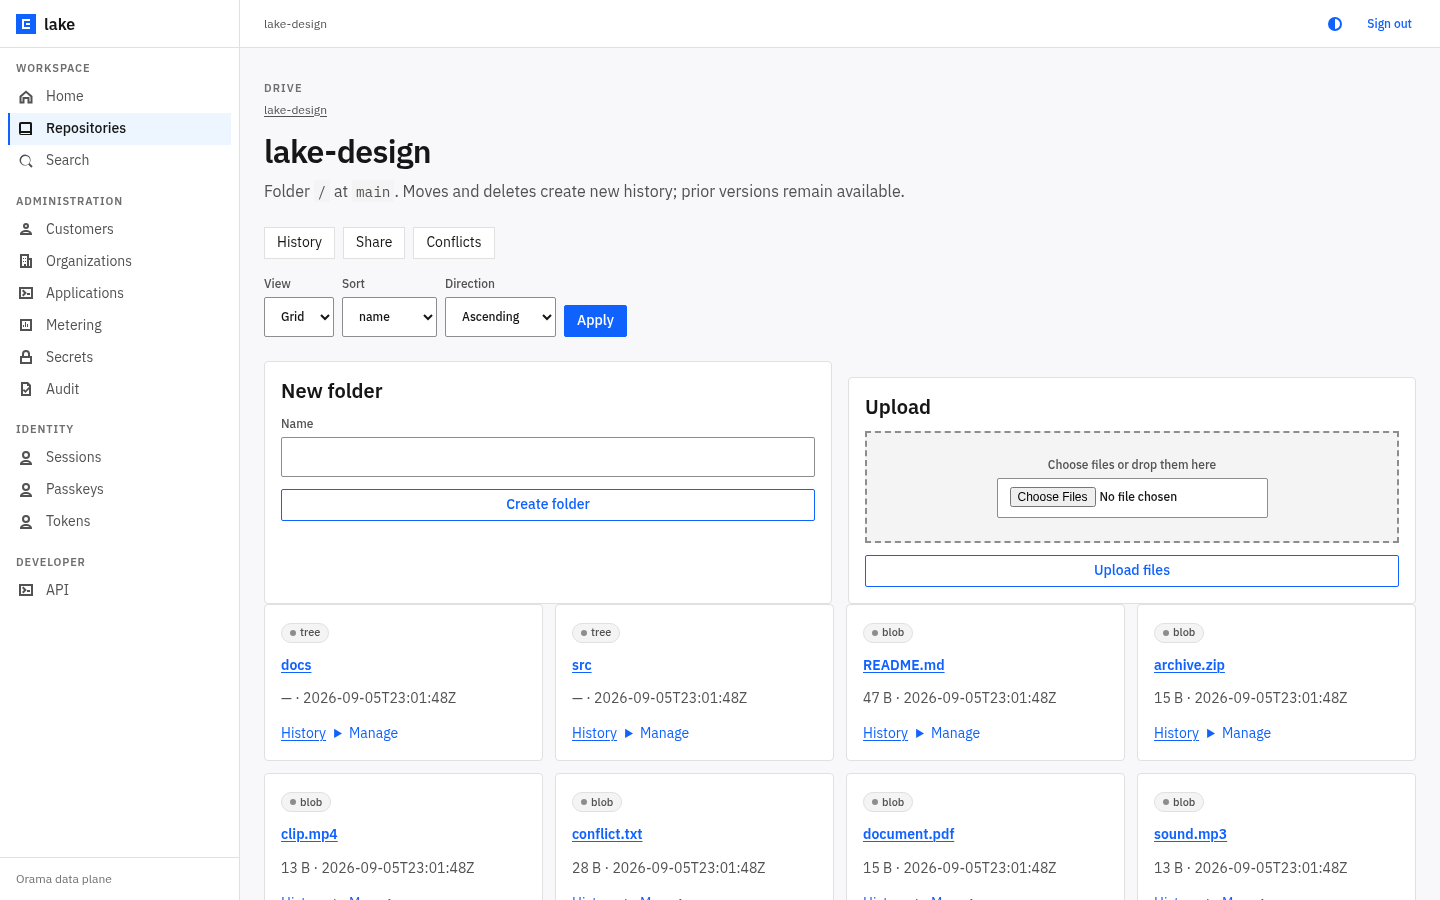 lake
lake-design
Sign out
WORKSPACE
Home
Repositories
Search
ADMINISTRATION
Customers
Organizations
Applications
Metering
Secrets
Audit
IDENTITY
Sessions
Passkeys
Tokens
DEVELOPER
API
Orama data plane
DRIVE
lake-design
lake-design
Folder / at main. Moves and deletes create new history; prior versions remain available.
History Share Conflicts
View Sort Direction
Grid name Ascending Apply
New folder
Name
Create folder
Upload
Choose files or drop them here
Choose Files No file chosen
Upload files
tree
docs
— · 2026-09-05T23:01:48Z
History ▶ Manage
tree
src
— · 2026-09-05T23:01:48Z
History ▶ Manage
blob
README.md
47 B · 2026-09-05T23:01:48Z
History ▶ Manage
blob
archive.zip
15 B · 2026-09-05T23:01:48Z
History ▶ Manage
blob
clip.mp4
13 B · 2026-09-05T23:01:48Z
blob
conflict.txt
28 B · 2026-09-05T23:01:48Z
blob
document.pdf
15 B · 2026-09-05T23:01:48Z
blob
sound.mp3
13 B · 2026-09-05T23:01:48Z